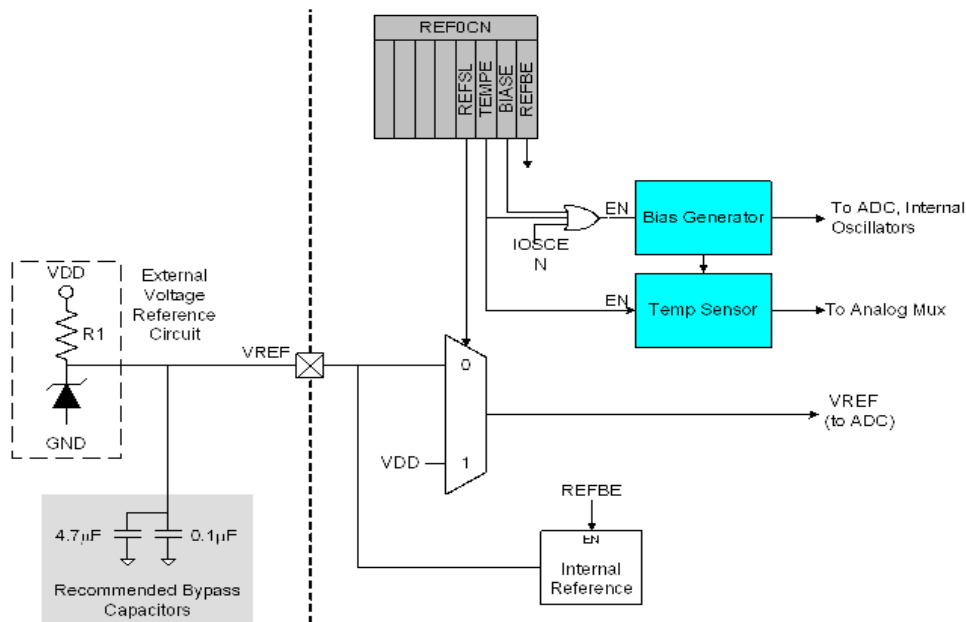 REF0CN
REFSL
TEMPE
BIASE
REFBE
EN
Bias Generator
To ADC, Internal
Oscillators
IOSCE
N
VDD
External
Voltage
Reference
Circuit
R1
EN
Temp Sensor
To Analog Mux
VREF
0
GND
VREF
(to ADC)
VDD
1
REFBE
4.7µF
0.1µF
EN
Internal
Reference
Recommended Bypass
Capacitors